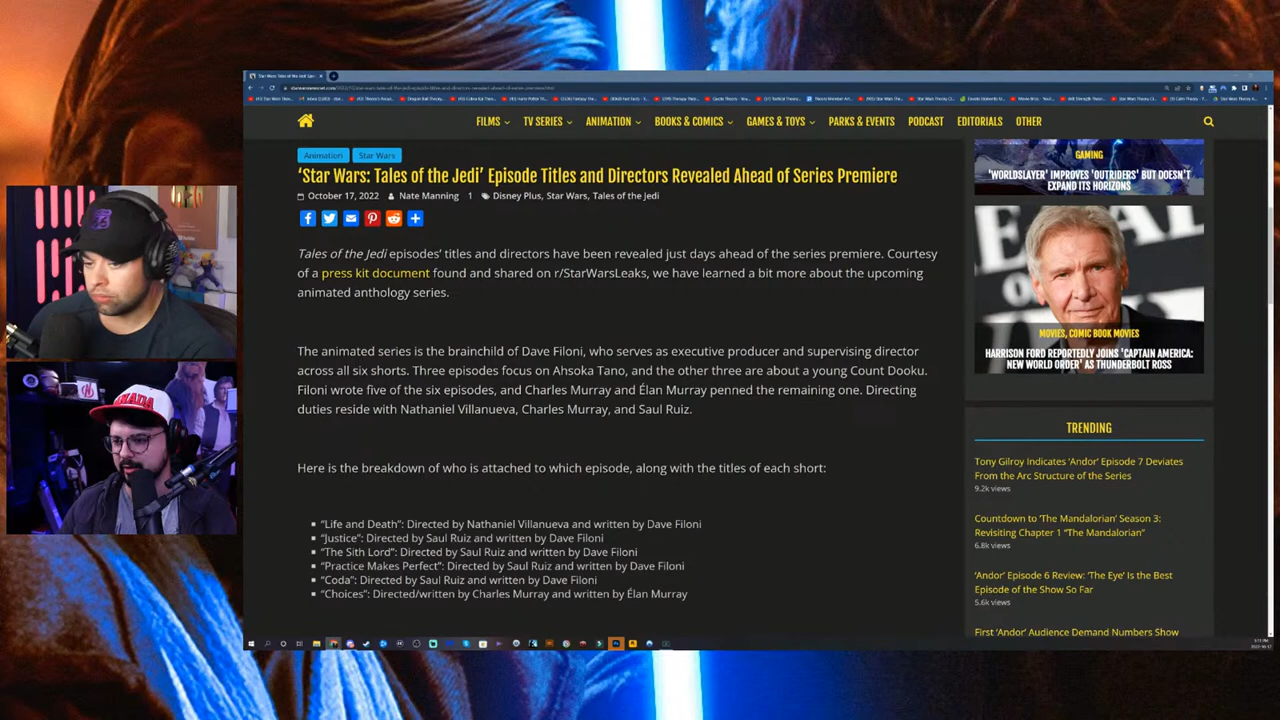 FILMS TV SERIES ANIMATION BOOKS & COMICS GAMES & TOYS PARKS & EVENTS PODCAST EDITORIALS OTHER
Animation Star Wars
‘Star Wars: Tales of the Jedi’ Episode Titles and Directors Revealed Ahead of Series Premiere
October 17, 2022 Nate Manning 1 Disney Plus, Star Wars, Tales of the Jedi
Tales of the Jedi episodes’ titles and directors have been revealed just days ahead of the series premiere. Courtesy
of a press kit document found and shared on r/StarWarsLeaks, we have learned a bit more about the upcoming
animated anthology series.
The animated series is the brainchild of Dave Filoni, who serves as executive producer and supervising director
across all six shorts. Three episodes focus on Ahsoka Tano, and the other three are about a young Count Dooku.
Filoni wrote five of the six episodes, and Charles Murray and Élan Murray penned the remaining one. Directing
duties reside with Nathaniel Villanueva, Charles Murray, and Saul Ruiz.
Here is the breakdown of who is attached to which episode, along with the titles of each short:
“Life and Death”: Directed by Nathaniel Villanueva and written by Dave Filoni
“Justice”: Directed by Saul Ruiz and written by Dave Filoni
“The Sith Lord”: Directed by Saul Ruiz and written by Dave Filoni
“Practice Makes Perfect”: Directed by Saul Ruiz and written by Dave Filoni
“Coda”: Directed by Saul Ruiz and written by Dave Filoni
“Choices”: Directed/written by Charles Murray and written by Élan Murray
GAMING
'WORLDSLAYER' IMPROVES 'OUTRIDERS' BUT DOESN'T
EXPAND ITS HORIZONS
MOVIES, COMIC BOOK MOVIES
HARRISON FORD REPORTEDLY JOINS 'CAPTAIN AMERICA:
NEW WORLD ORDER' AS THUNDERBOLT ROSS
TRENDING
Tony Gilroy Indicates ‘Andor’ Episode 7 Deviates
From the Arc Structure of the Series
9.2k views
Countdown to ‘The Mandalorian’ Season 3:
Revisiting Chapter 1 “The Mandalorian”
6.8k views
‘Andor’ Episode 6 Review: ‘The Eye’ Is the Best
Episode of the Show So Far
5.6k views
First ‘Andor’ Audience Demand Numbers Show